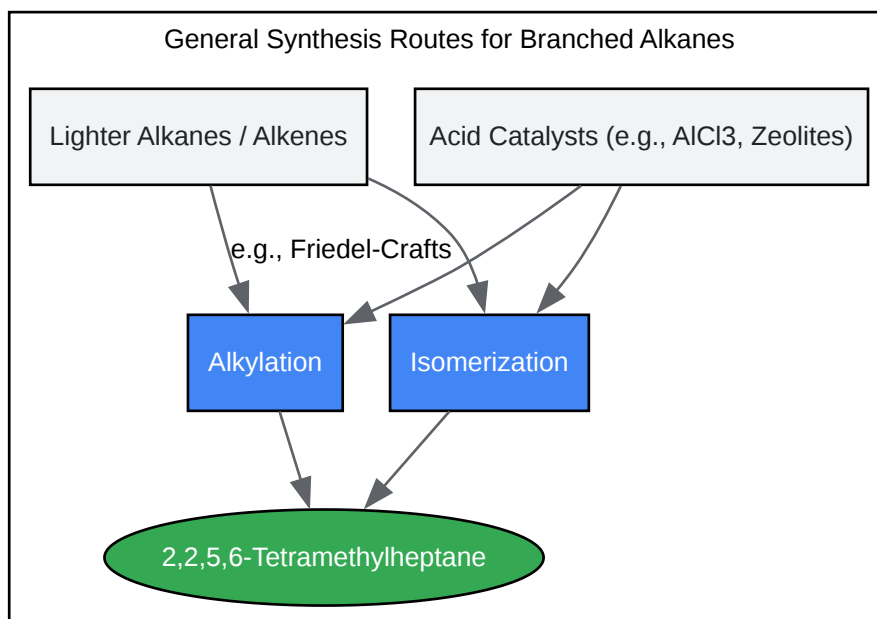 General Synthesis Routes for Branched Alkanes
Lighter Alkanes / Alkenes
Acid Catalysts (e.g., AlCl3, Zeolites)
e.g., Friedel-Crafts
Alkylation
Isomerization
2,2,5,6-Tetramethylheptane